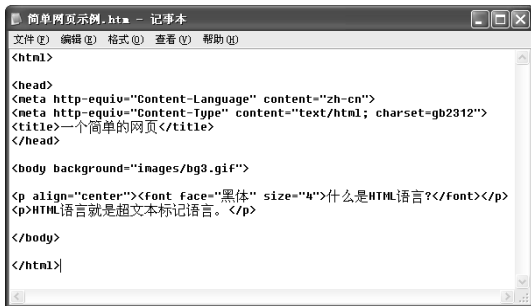 简单网页示例.htm - 记事本
文件(F) 编辑(E) 格式(O) 查看(V) 帮助(H)
<html>
<head>
<meta http-equiv="Content-Language" content="zh-cn">
<meta http-equiv="Content-Type" content="text/html; charset=gb2312">
<title>一个简单的网页</title>
</head>
<body background="images/bg3.gif">
<p align="center"><font face="黑体" size="4">什么是HTML语言?</font></p>
<p>HTML语言就是超文本标记语言。</p>
</body>
</html>